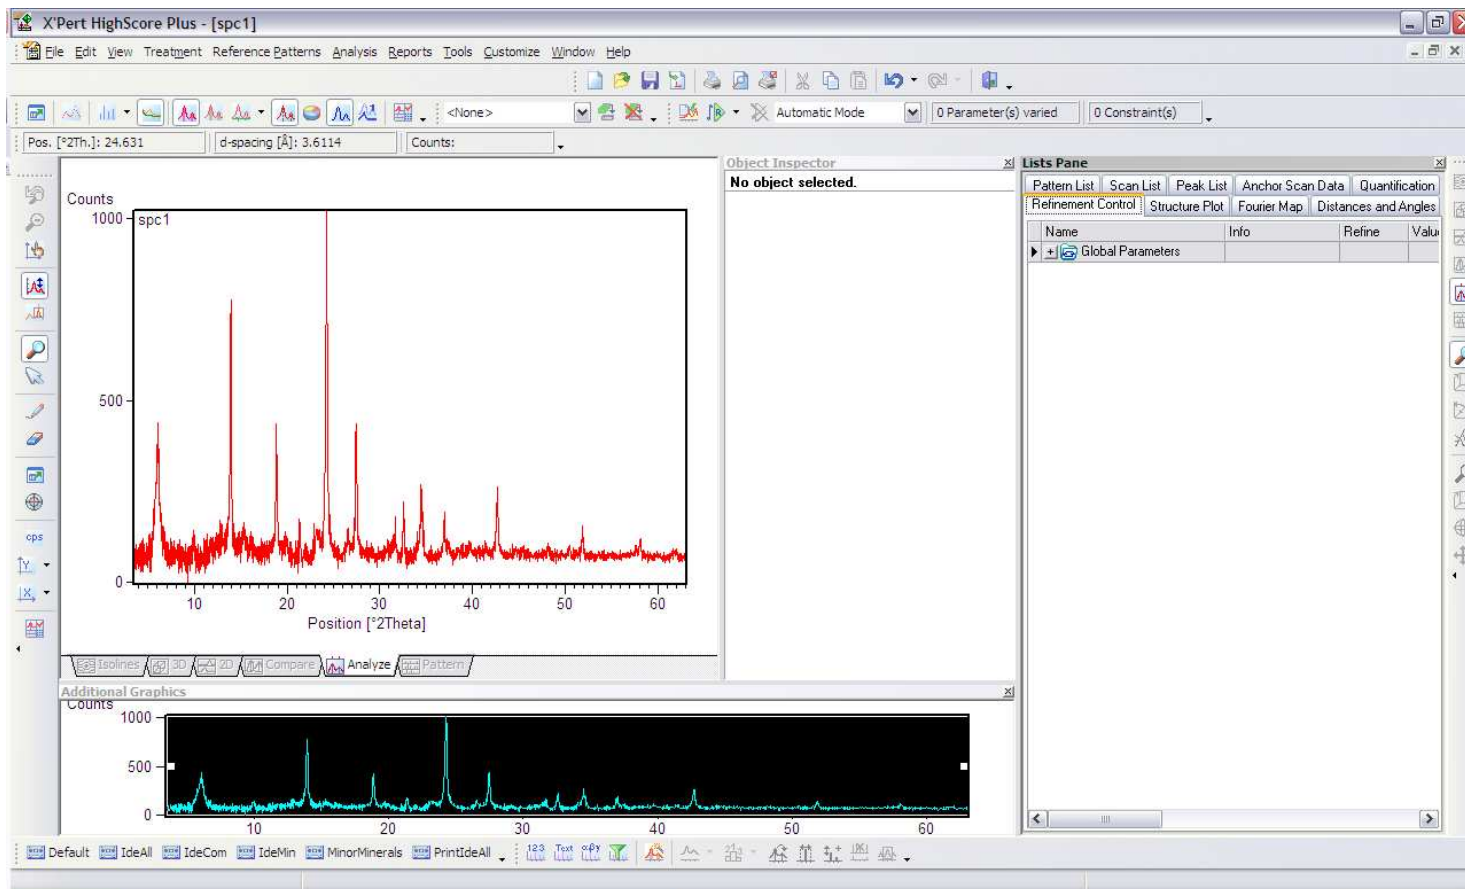 X'Pert HighScore Plus - [spc1]
File Edit View Treatment Reference Patterns Analysis Reports Tools Customize Window Help
<None> Automatic Mode 0 Parameter(s) varied 0 Constraint(s)
Pos. [°2Th.]: 24.631 d-spacing [Å]: 3.6114 Counts:
Object Inspector
No object selected.
Lists Pane
Pattern List Scan List Peak List Anchor Scan Data Quantification
Refinement Control Structure Plot Fourier Map Distances and Angles
Name Info Refine Valu
Global Parameters
cps
Counts
1000
spc1
500
0
10 20 30 40 50 60
Position [°2Theta]
Isolines 3D 2D Compare Analyze Pattern
Additional Graphics
Counts
1000
500
0
10 20 30 40 50 60
Default IdeAll IdeCom IdeMin MinorMinerals PrintIdeAll 123 Text αβγ